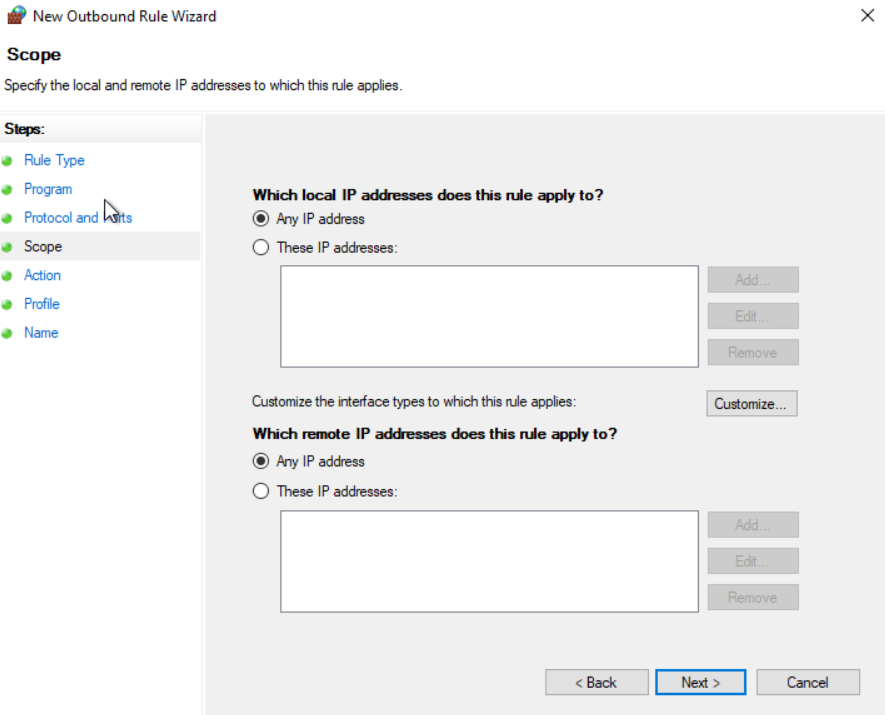 New Outbound Rule Wizard
Scope
Specify the local and remote IP addresses to which this rule applies.
Steps:
Rule Type
Program
Protocol and Ports
Scope
Action
Profile
Name
Which local IP addresses does this rule apply to?
Any IP address
These IP addresses:
Add...
Edit...
Remove
Customize the interface types to which this rule applies:
Customize...
Which remote IP addresses does this rule apply to?
Any IP address
These IP addresses:
Add...
Edit...
Remove
< Back
Next >
Cancel